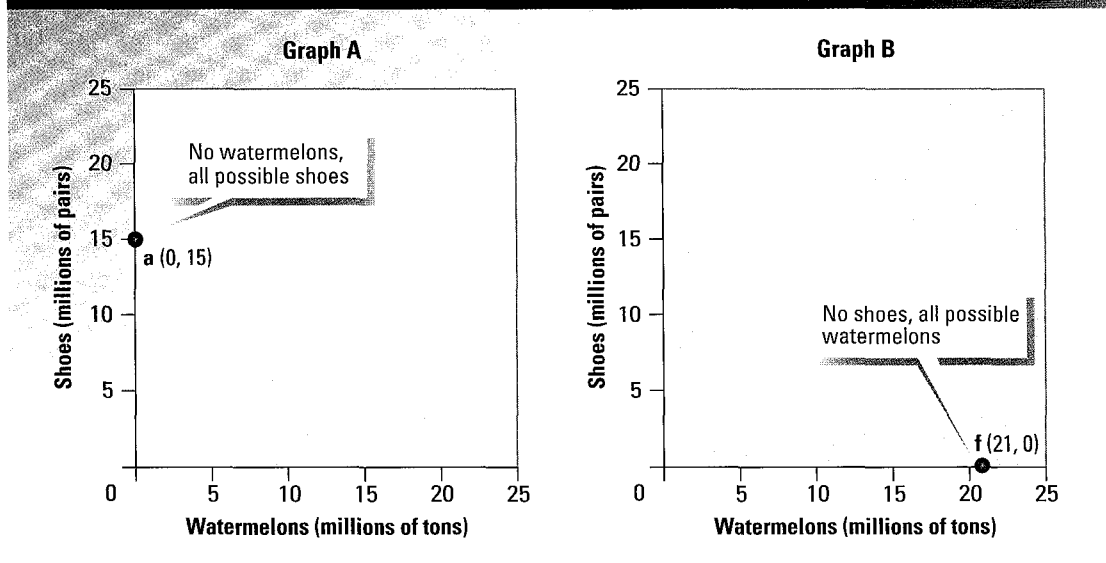 Graph A
Shoes (millions of pairs)
25
20
15
10
5
0
No watermelons,
all possible shoes
a (0, 15)
5 10 15 20 25
Watermelons (millions of tons)
Graph B
Shoes (millions of pairs)
25
20
15
10
5
0
No shoes, all possible
watermelons
f (21, 0)
5 10 15 20 25
Watermelons (millions of tons)